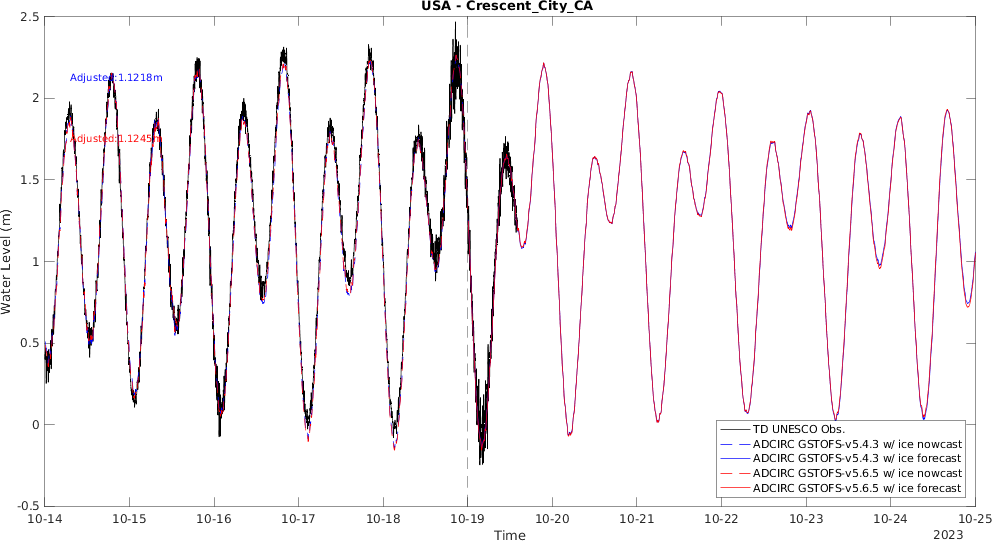 USA - Crescent_City_CA
2.5
2
1.5
1
0.5
0
-0.5
Water Level (m)
Adjusted:1.1218m
Adjusted:1.1245m
TD UNESCO Obs.
ADCIRC GSTOFS-v5.4.3 w/ ice nowcast
ADCIRC GSTOFS-v5.4.3 w/ ice forecast
ADCIRC GSTOFS-v5.6.5 w/ ice nowcast
ADCIRC GSTOFS-v5.6.5 w/ ice forecast
10-14 10-15 10-16 10-17 10-18 10-19 10-20 10-21 10-22 10-23 10-24 10-25
Time
2023